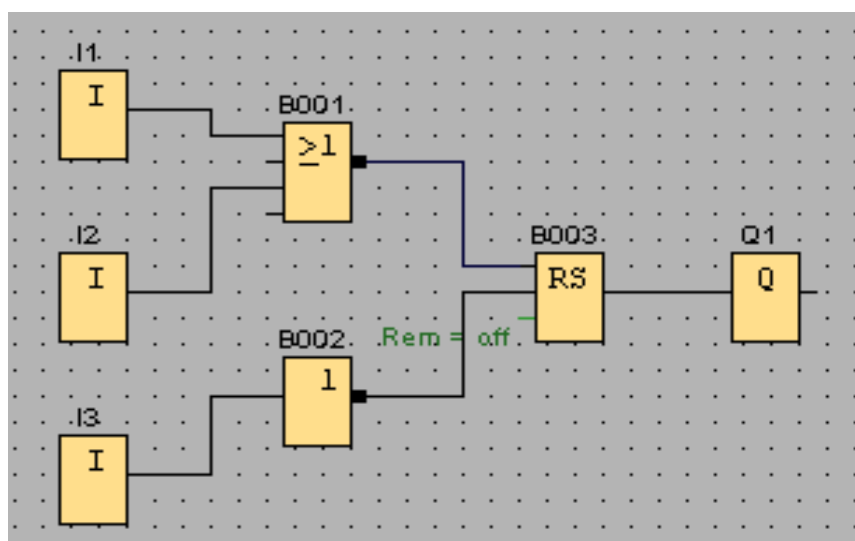 I1
I
B001
≥1
I2
I
B003
RS
Q1
Q
B002
1
Rem = off
I3
I